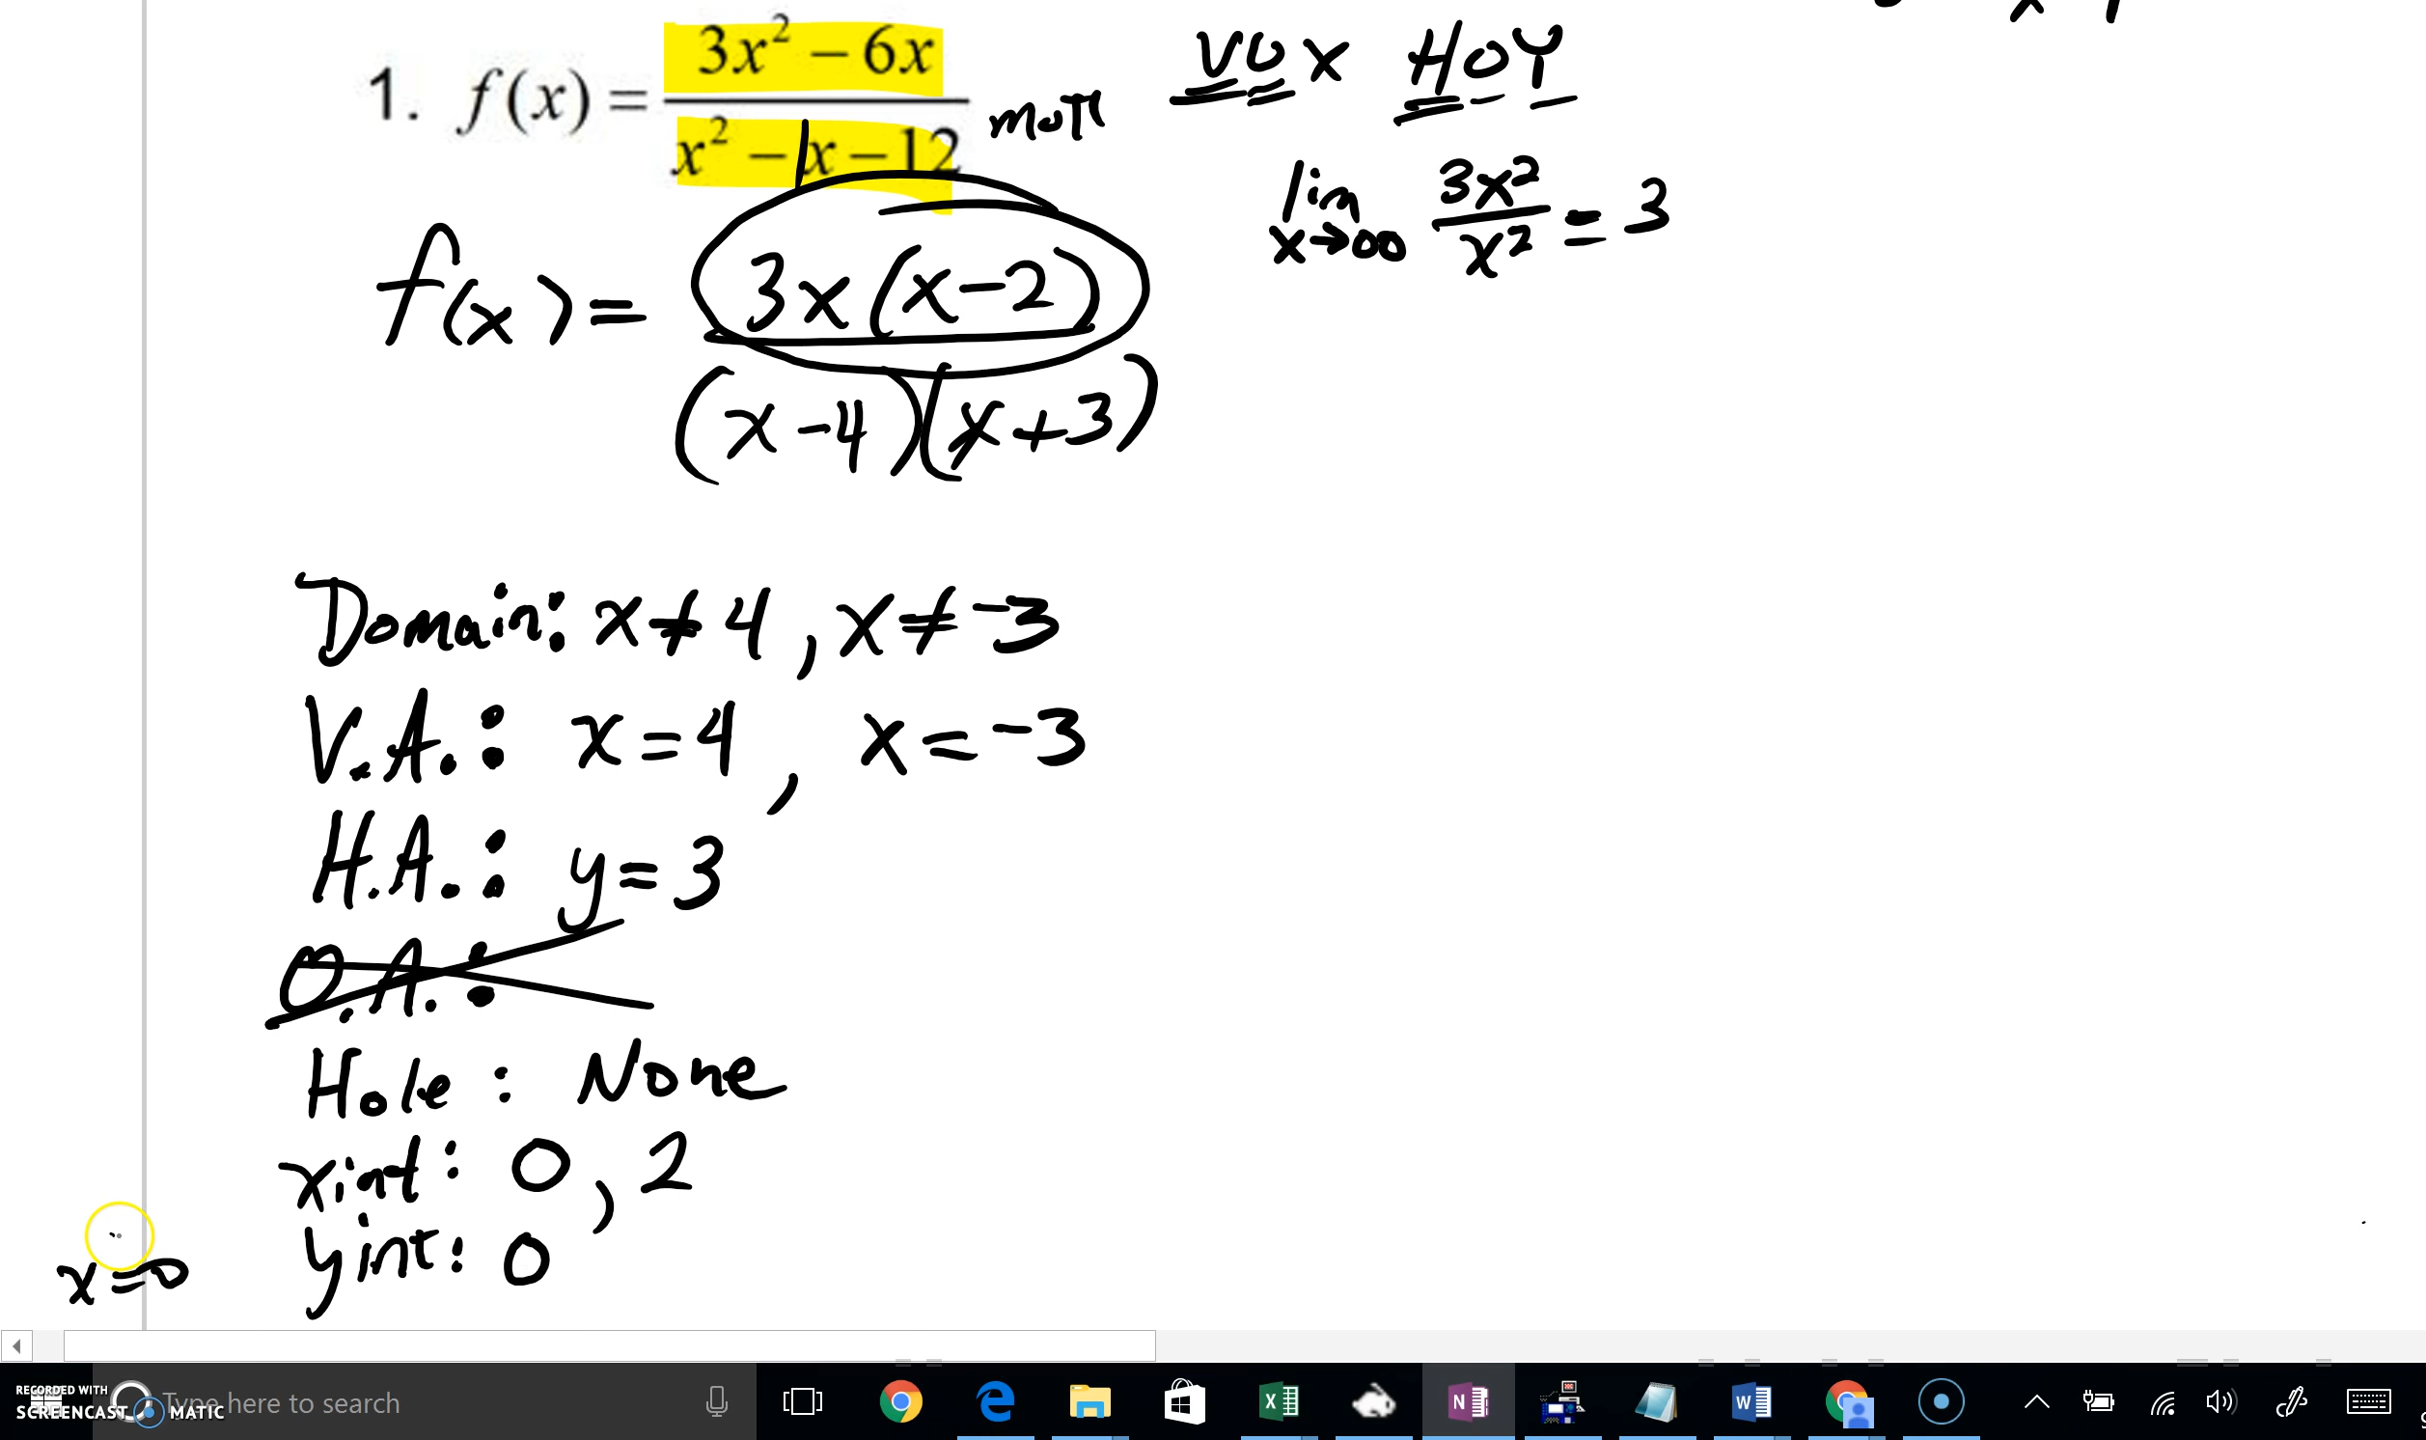 1. f(x) = (3x² − 6x)/(x² − |x − 12)
VUX HOY
lim x→∞ 3x²/x² = 3
f(x) = 3x(x−2)/((x−4)(x+3))
Domain: x≠4, x≠-3
V.A.: x=4, x=-3
H.A.: y=3
O.A.:
Hole: None
xint: 0, 2
yint: 0
x=0
RECORDED WITH
SCREENCAST MATIC
Type here to search